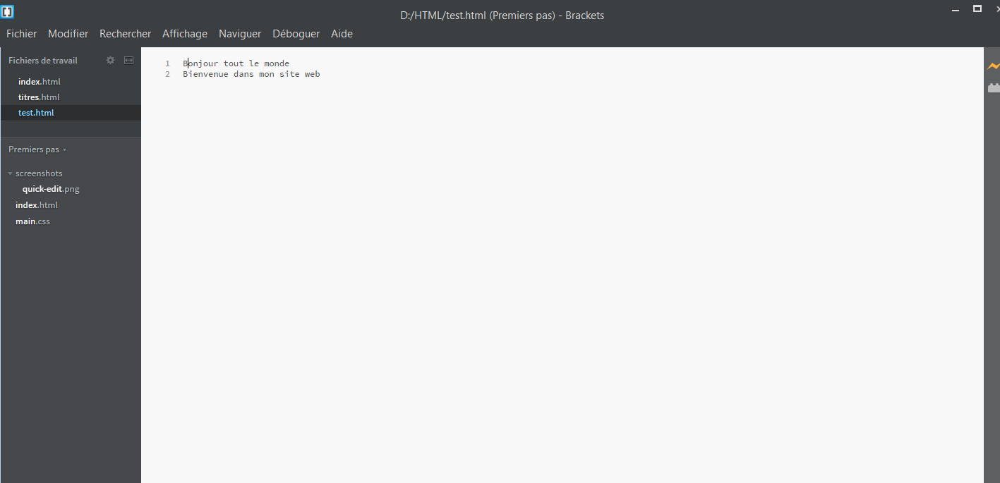 D:/HTML/test.html (Premiers pas) - Brackets
Fichier Modifier Rechercher Affichage Naviguer Déboguer Aide
Fichiers de travail
index.html
titres.html
test.html
Premiers pas
screenshots
quick-edit.png
index.html
main.css
1 Bonjour tout le monde
2 Bienvenue dans mon site web